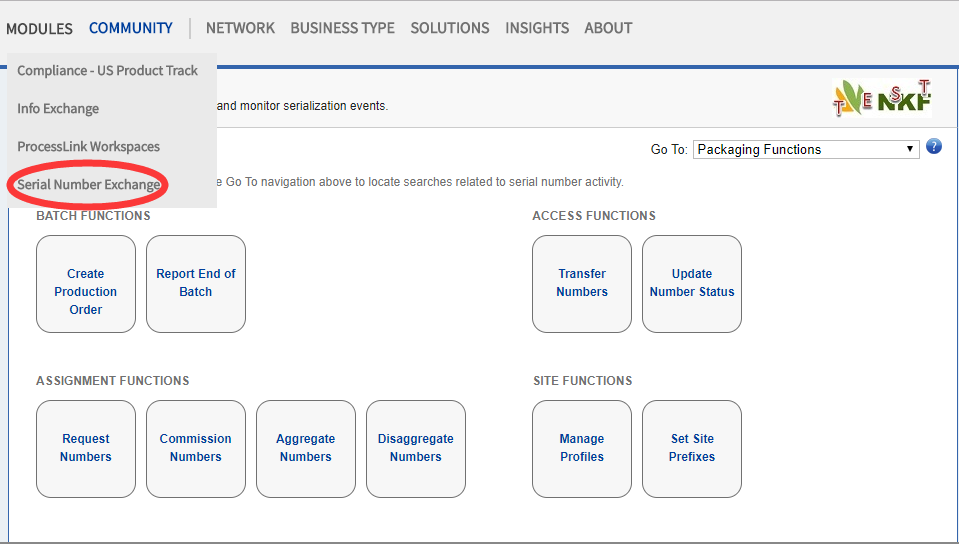 MODULES COMMUNITY NETWORK BUSINESS TYPE SOLUTIONS INSIGHTS ABOUT
Compliance - US Product Track
Info Exchange
and monitor serialization events.
TVENSKFT
ProcessLink Workspaces
Go To: Packaging Functions ?
Serial Number Exchange
e Go To navigation above to locate searches related to serial number activity.
BATCH FUNCTIONS
Create
Production
Order
Report End of
Batch
ACCESS FUNCTIONS
Transfer
Numbers
Update
Number Status
ASSIGNMENT FUNCTIONS
Request
Numbers
Commission
Numbers
Aggregate
Numbers
Disaggregate
Numbers
SITE FUNCTIONS
Manage
Profiles
Set Site
Prefixes